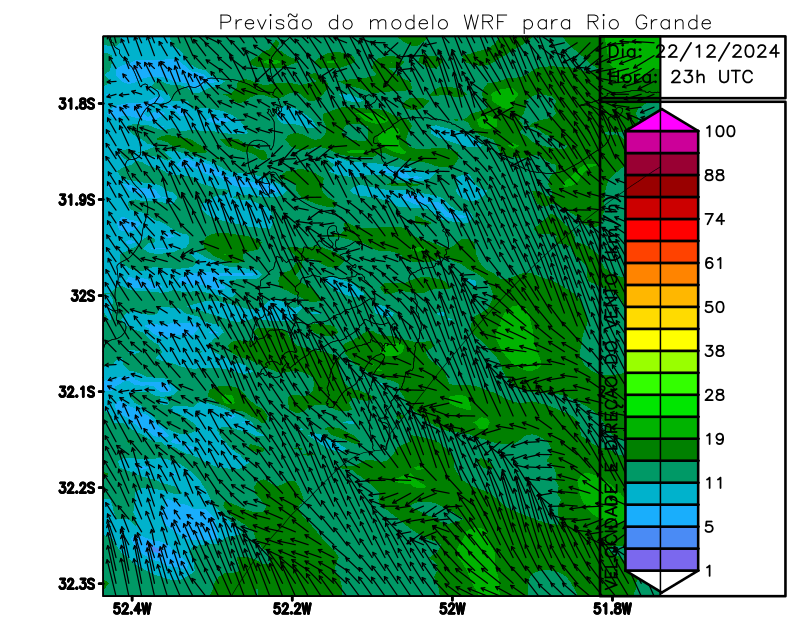 Previsão do modelo WRF para Rio Grande
Dia: 22/12/2024
Hora: 23h UTC
VELOCIDADE E DIREÇÃO DO VENTO (km/h)
100
88
74
61
50
38
28
19
11
5
1
31.8S
31.9S
32S
32.1S
32.2S
32.3S
52.4W
52.2W
52W
51.8W